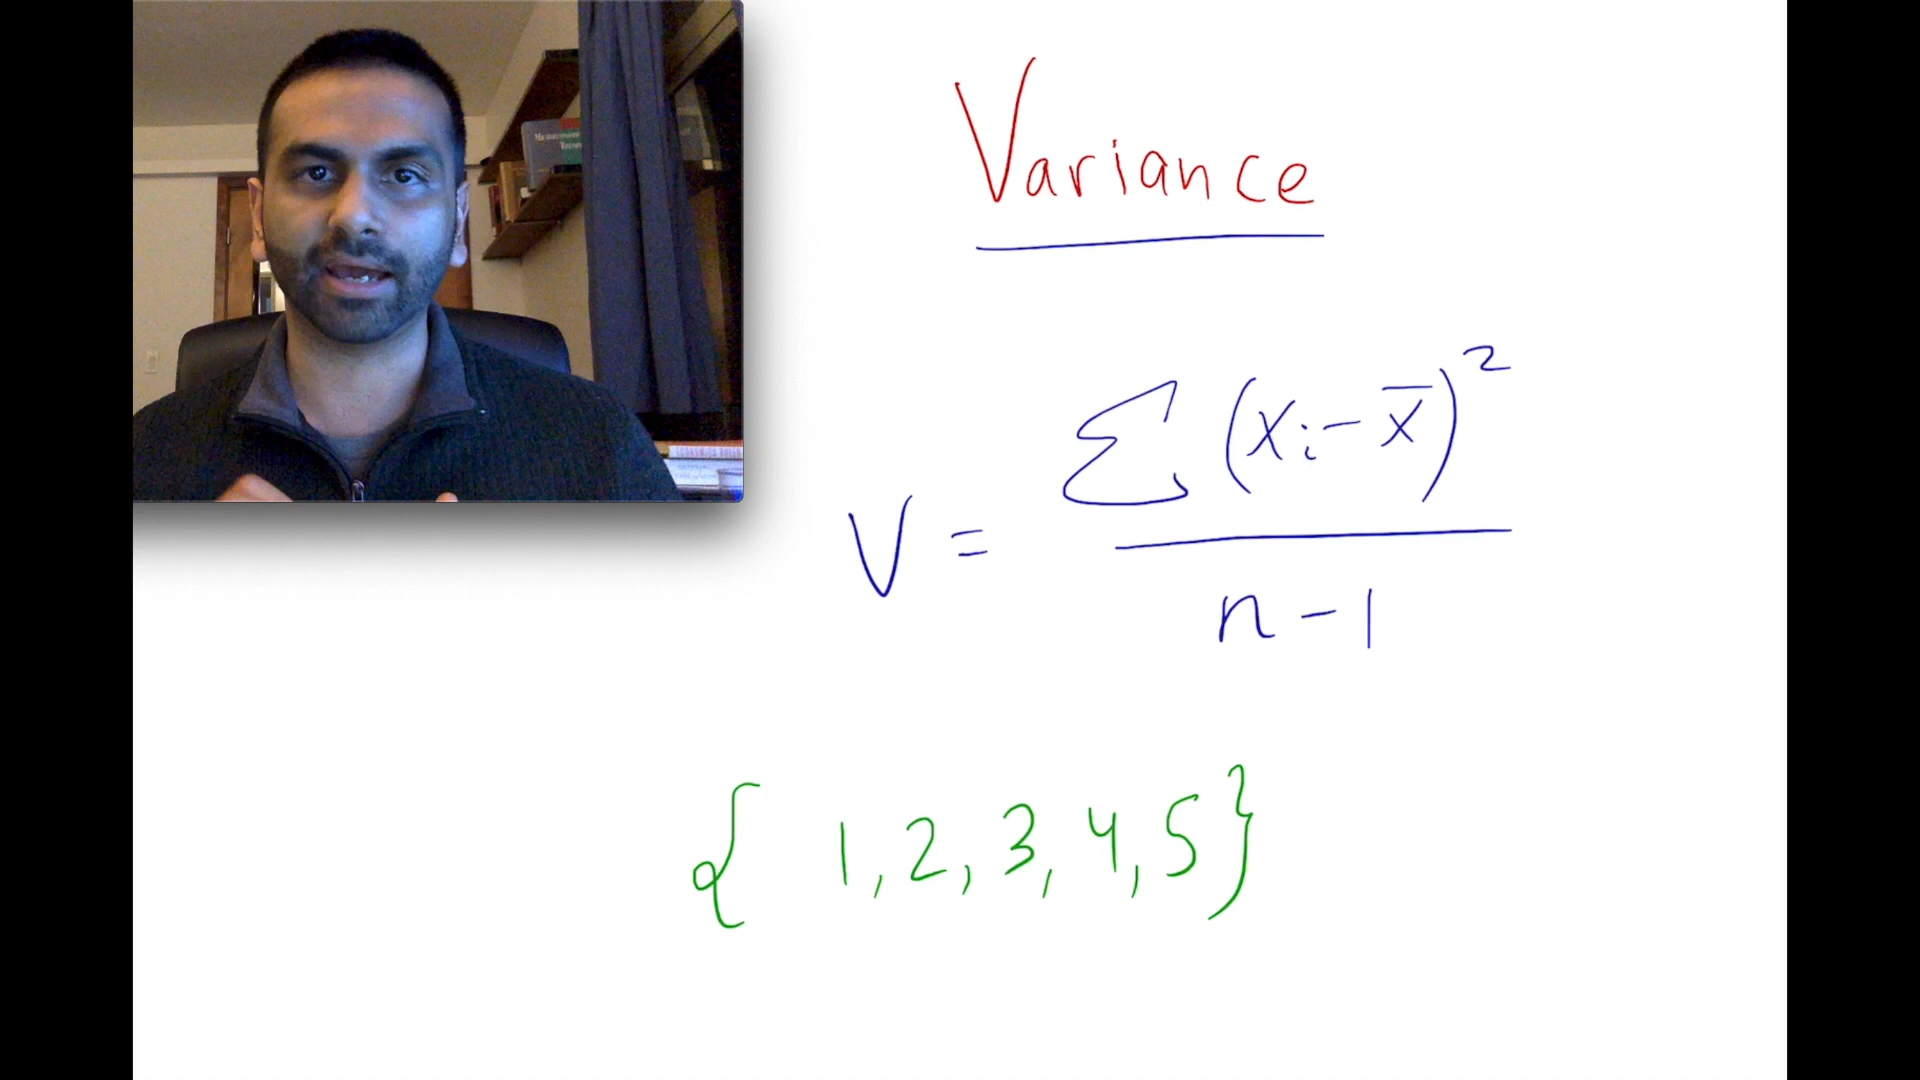 Variance
V = Σ (xᵢ - x̄)²
n - 1
{ 1, 2, 3, 4, 5 }